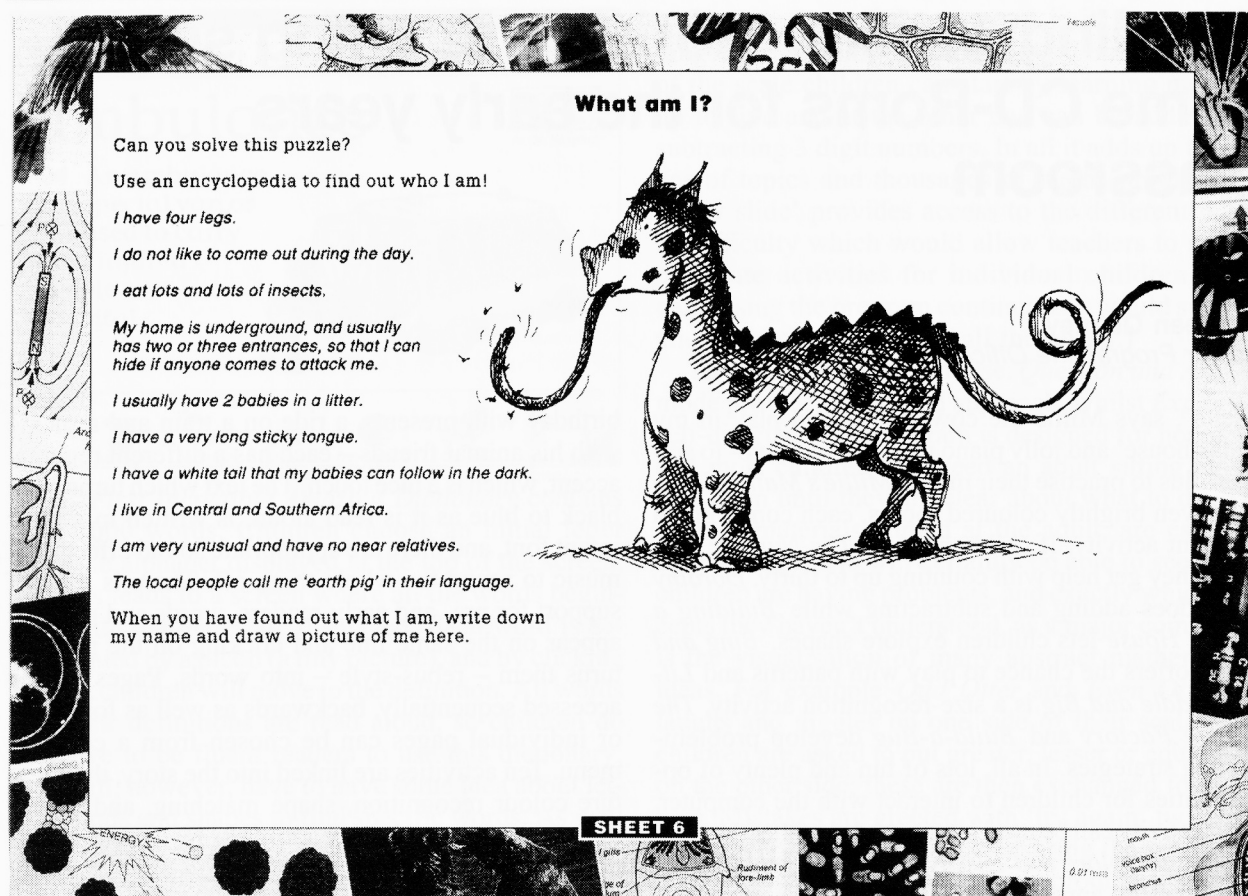 Vacuole
What am I?
Can you solve this puzzle?
Use an encyclopedia to find out who I am!
I have four legs.
I do not like to come out during the day.
I eat lots and lots of insects.
My home is underground, and usually
has two or three entrances, so that I can
hide if anyone comes to attack me.
I usually have 2 babies in a litter.
I have a very long sticky tongue.
I have a white tail that my babies can follow in the dark.
I live in Central and Southern Africa.
I am very unusual and have no near relatives.
The local people call me 'earth pig' in their language.
When you have found out what I am, write down
my name and draw a picture of me here.
SHEET 6
ENERGY
Rudiment of
fore-limb
0.01 mm
mouth
voice box
(larynx)
bronchus